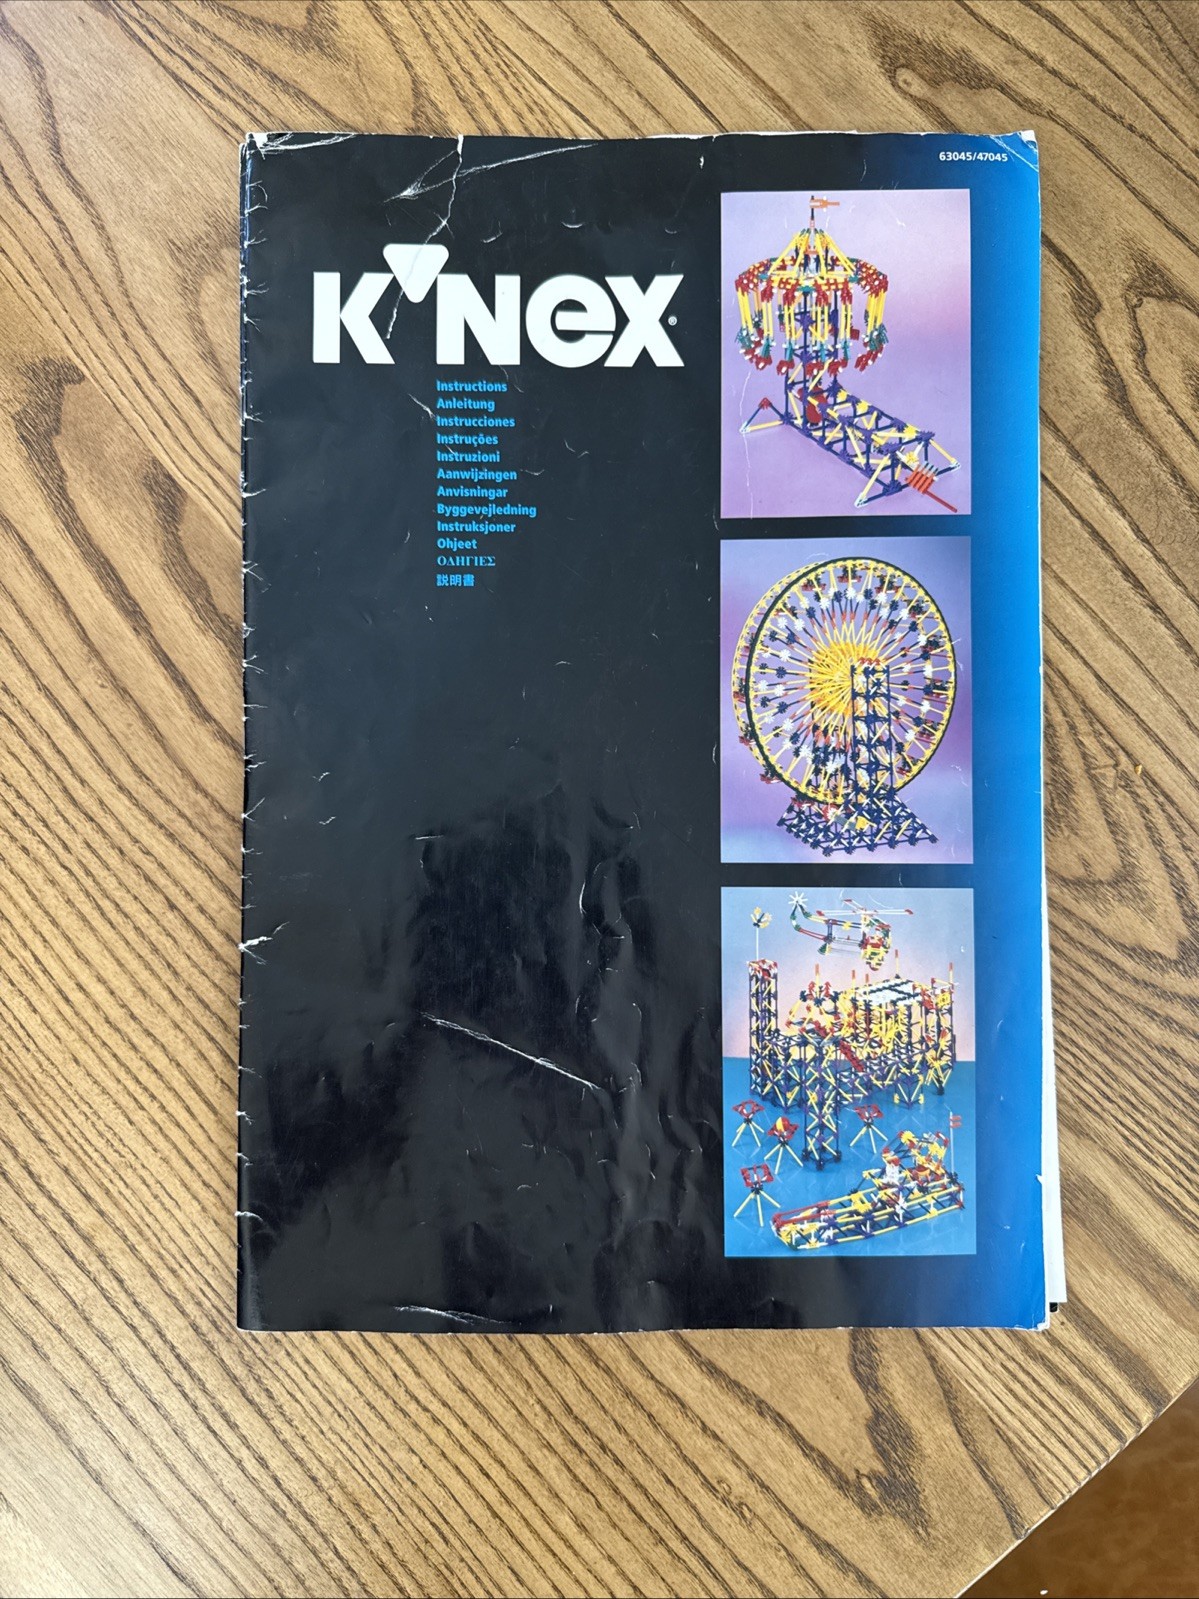 63045/47045
K'NEX®
Instructions
Anleitung
Instrucciones
Instruções
Instruzioni
Aanwijzingen
Anvisningar
Byggevejledning
Instruksjoner
Ohjeet
ΟΔΗΓΙΕΣ
説明書